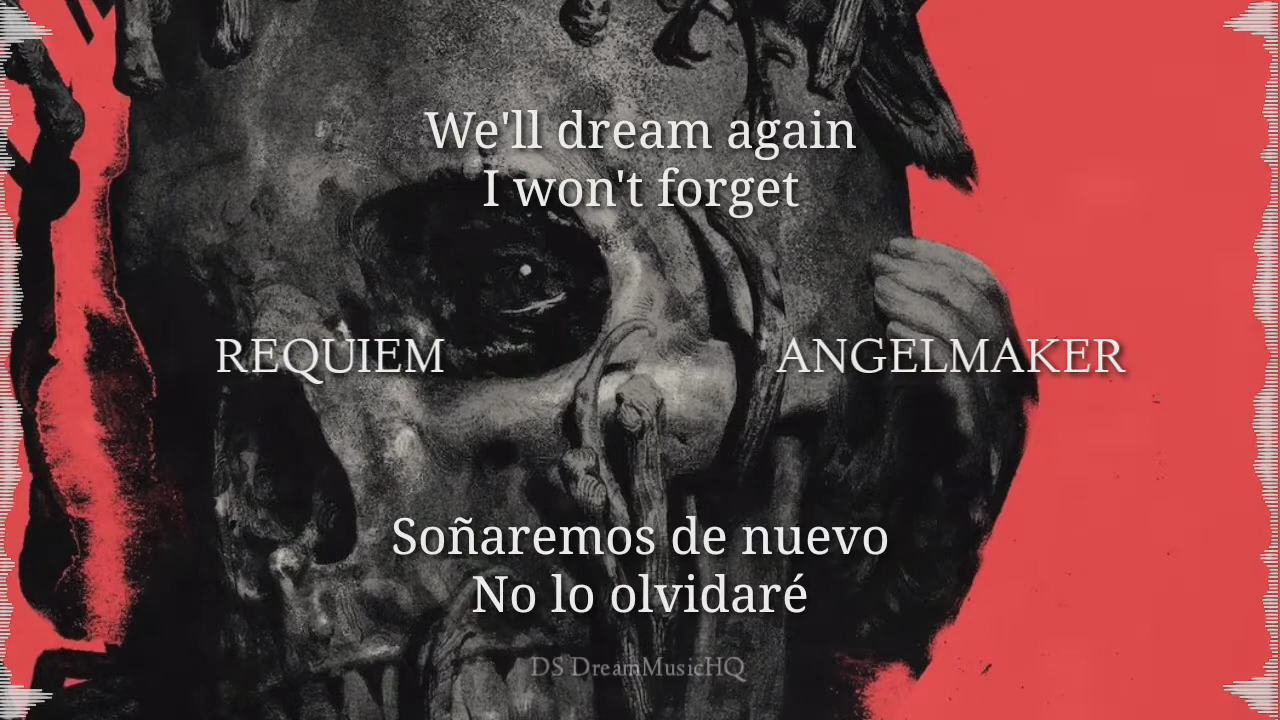 We'll dream again
I won't forget
REQUIEM ANGELMAKER
Soñaremos de nuevo
No lo olvidaré
DS DreamMusicHQ